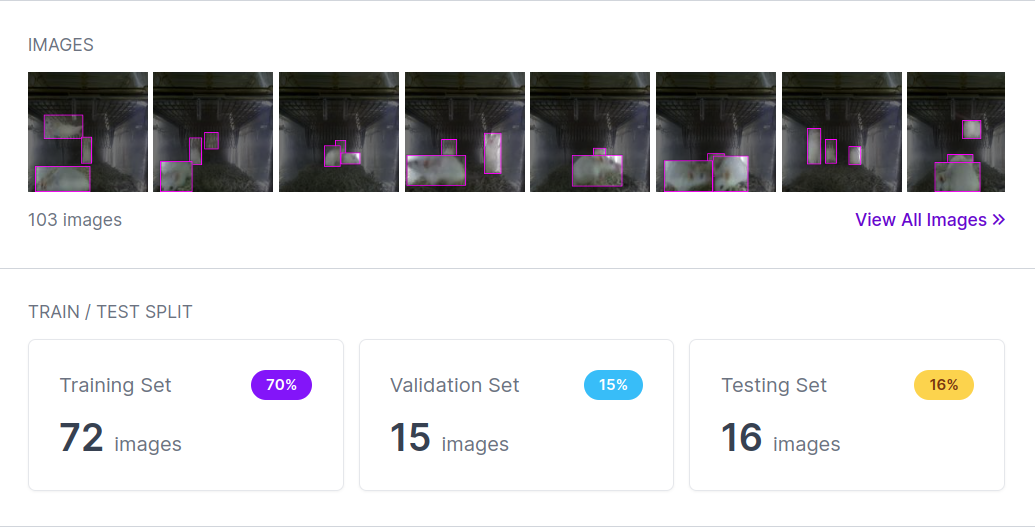 IMAGES
103 images
View All Images »
TRAIN / TEST SPLIT
Training Set 70%
72 images
Validation Set 15%
15 images
Testing Set 16%
16 images